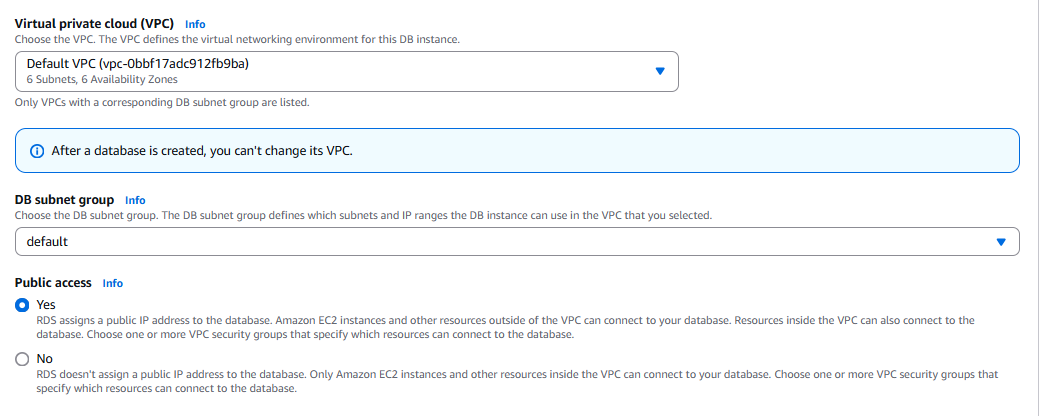 Virtual private cloud (VPC) Info
Choose the VPC. The VPC defines the virtual networking environment for this DB instance.
Default VPC (vpc-0bbf17adc912fb9ba)
6 Subnets, 6 Availability Zones
Only VPCs with a corresponding DB subnet group are listed.
After a database is created, you can't change its VPC.
DB subnet group Info
Choose the DB subnet group. The DB subnet group defines which subnets and IP ranges the DB instance can use in the VPC that you selected.
default
Public access Info
Yes
RDS assigns a public IP address to the database. Amazon EC2 instances and other resources outside of the VPC can connect to your database. Resources inside the VPC can also connect to the
database. Choose one or more VPC security groups that specify which resources can connect to the database.
No
RDS doesn't assign a public IP address to the database. Only Amazon EC2 instances and other resources inside the VPC can connect to your database. Choose one or more VPC security groups that
specify which resources can connect to the database.